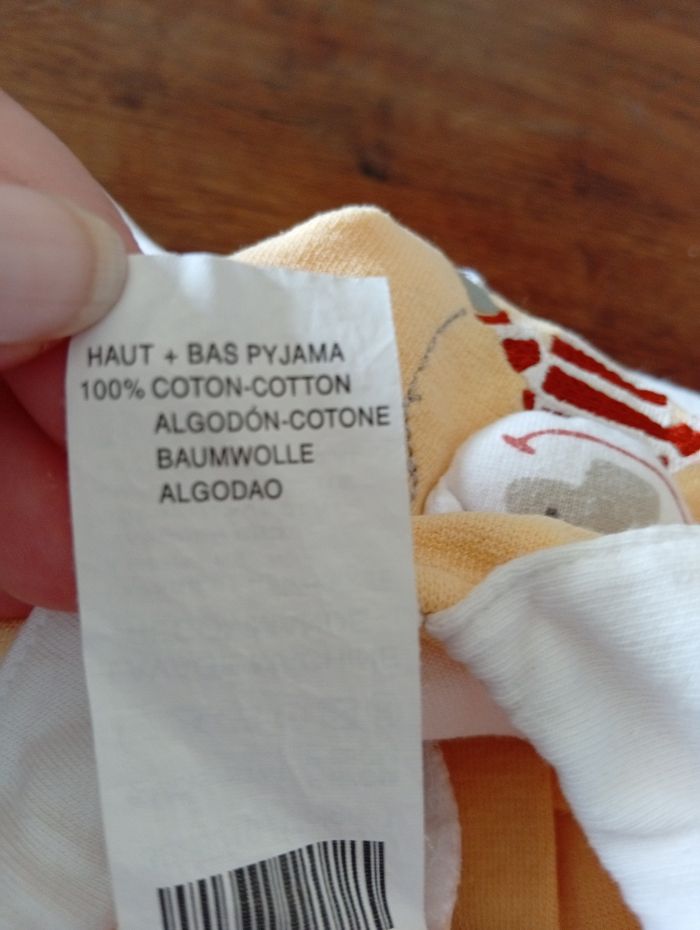 HAUT + BAS PYJAMA
100% COTON-COTTON
ALGODÓN-COTONE
BAUMWOLLE
ALGODAO